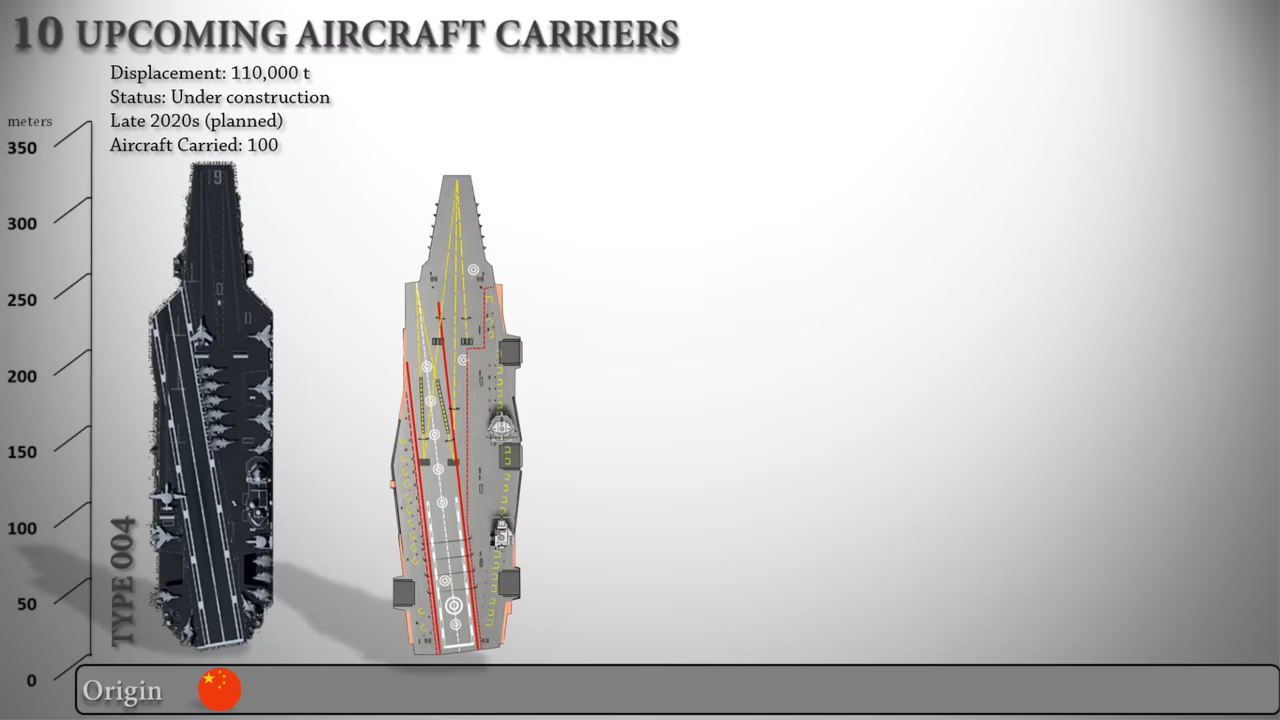 10 UPCOMING AIRCRAFT CARRIERS
Displacement: 110,000 t
Status: Under construction
Late 2020s (planned)
Aircraft Carried: 100
meters
350
300
250
200
150
100
50
0
19
TYPE 004
Origin